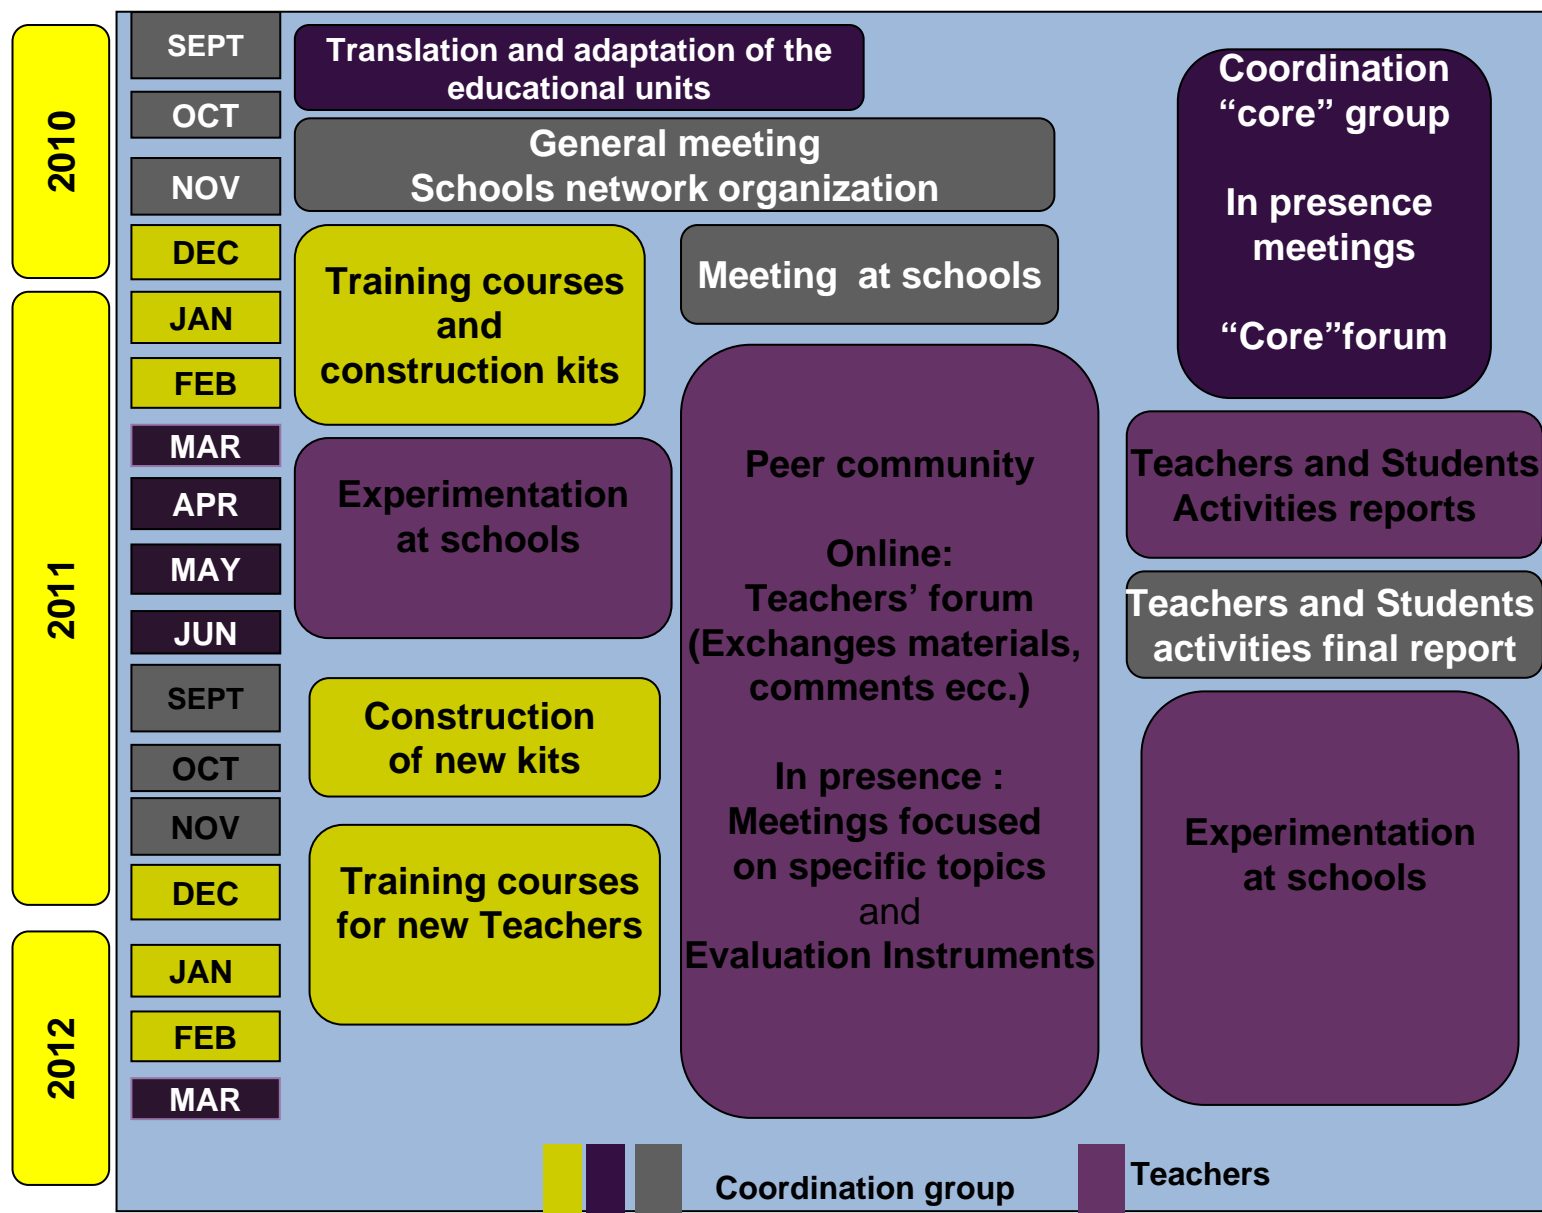 2010
2011
2012
SEPT
OCT
NOV
DEC
JAN
FEB
MAR
APR
MAY
JUN
SEPT
OCT
NOV
DEC
JAN
FEB
MAR
Translation and adaptation of the
educational units
General meeting
Schools network organization
Training courses
and
construction kits
Meeting at schools
Experimentation
at schools
Construction
of new kits
Training courses
for new Teachers
Peer community
Online:
Teachers’ forum
(Exchanges materials,
comments ecc.)
In presence :
Meetings focused
on specific topics
and
Evaluation Instruments
Coordination
“core” group
In presence
meetings
“Core”forum
Teachers and Students
Activities reports
Teachers and Students
activities final report
Experimentation
at schools
Coordination group
Teachers